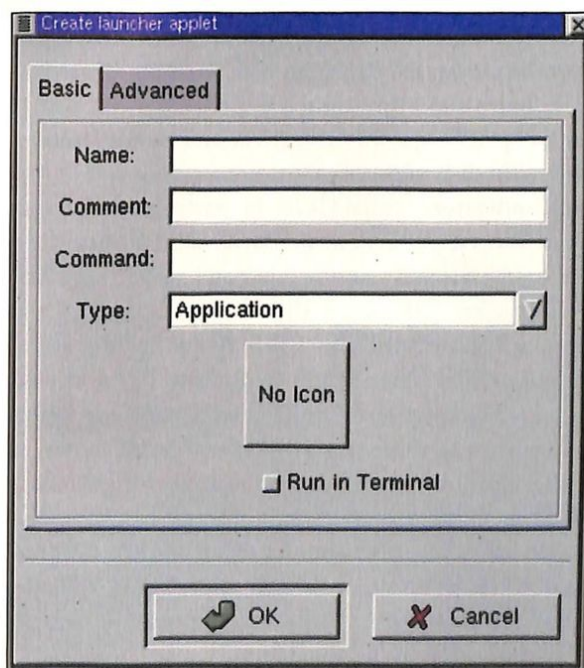 Create launcher applet
Basic Advanced
Name:
Comment:
Command:
Type: Application
No Icon
Run in Terminal
OK Cancel